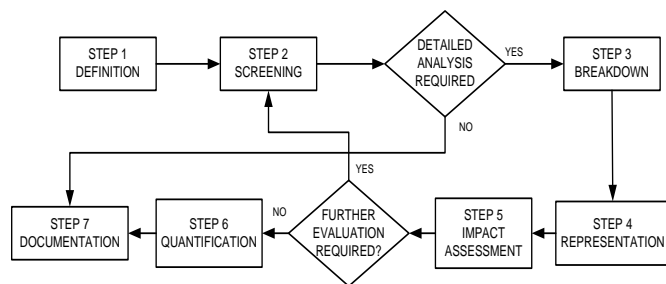 STEP 1
DEFINITION
STEP 2
SCREENING
DETAILED
ANALYSIS
REQUIRED
YES
STEP 3
BREAKDOWN
NO
YES
STEP 7
DOCUMENTATION
STEP 6
QUANTIFICATION
NO
FURTHER
EVALUATION
REQUIRED?
STEP 5
IMPACT
ASSESSMENT
STEP 4
REPRESENTATION